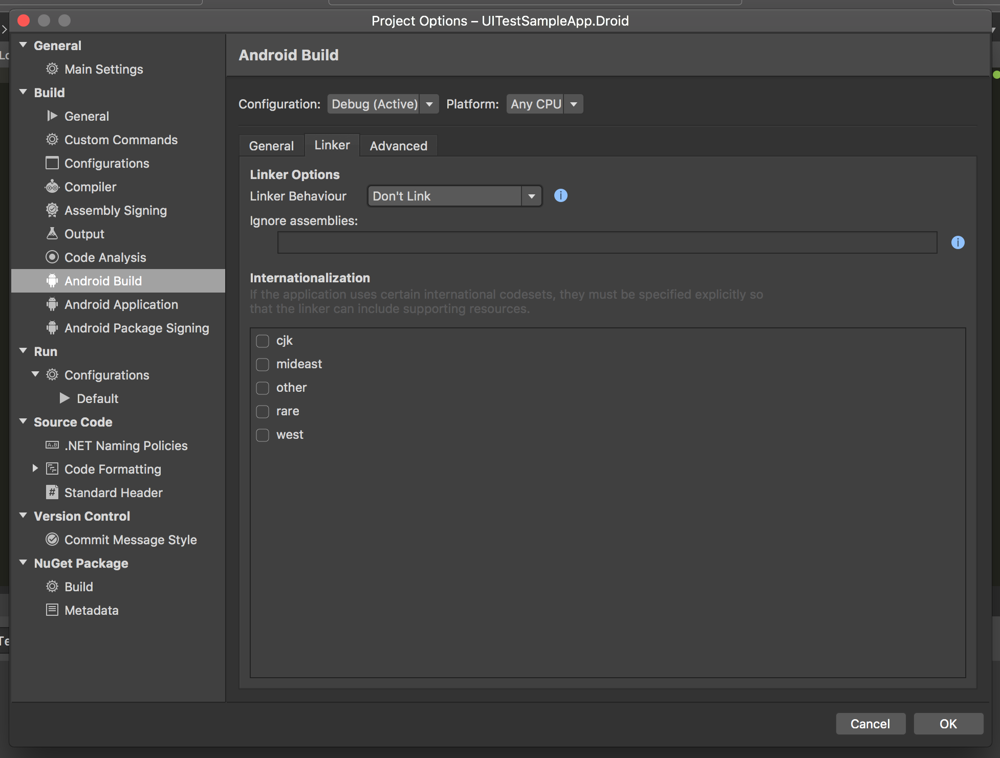 Project Options – UITestSampleApp.Droid
General
Main Settings
Build
General
Custom Commands
Configurations
Compiler
Assembly Signing
Output
Code Analysis
Android Build
Android Application
Android Package Signing
Run
Configurations
Default
Source Code
.NET Naming Policies
Code Formatting
Standard Header
Version Control
Commit Message Style
NuGet Package
Build
Metadata
Android Build
Configuration: Debug (Active) Platform: Any CPU
General Linker Advanced
Linker Options
Linker Behaviour Don't Link
Ignore assemblies:
Internationalization
If the application uses certain international codesets, they must be specified explicitly so
that the linker can include supporting resources.
cjk
mideast
other
rare
west
Cancel OK